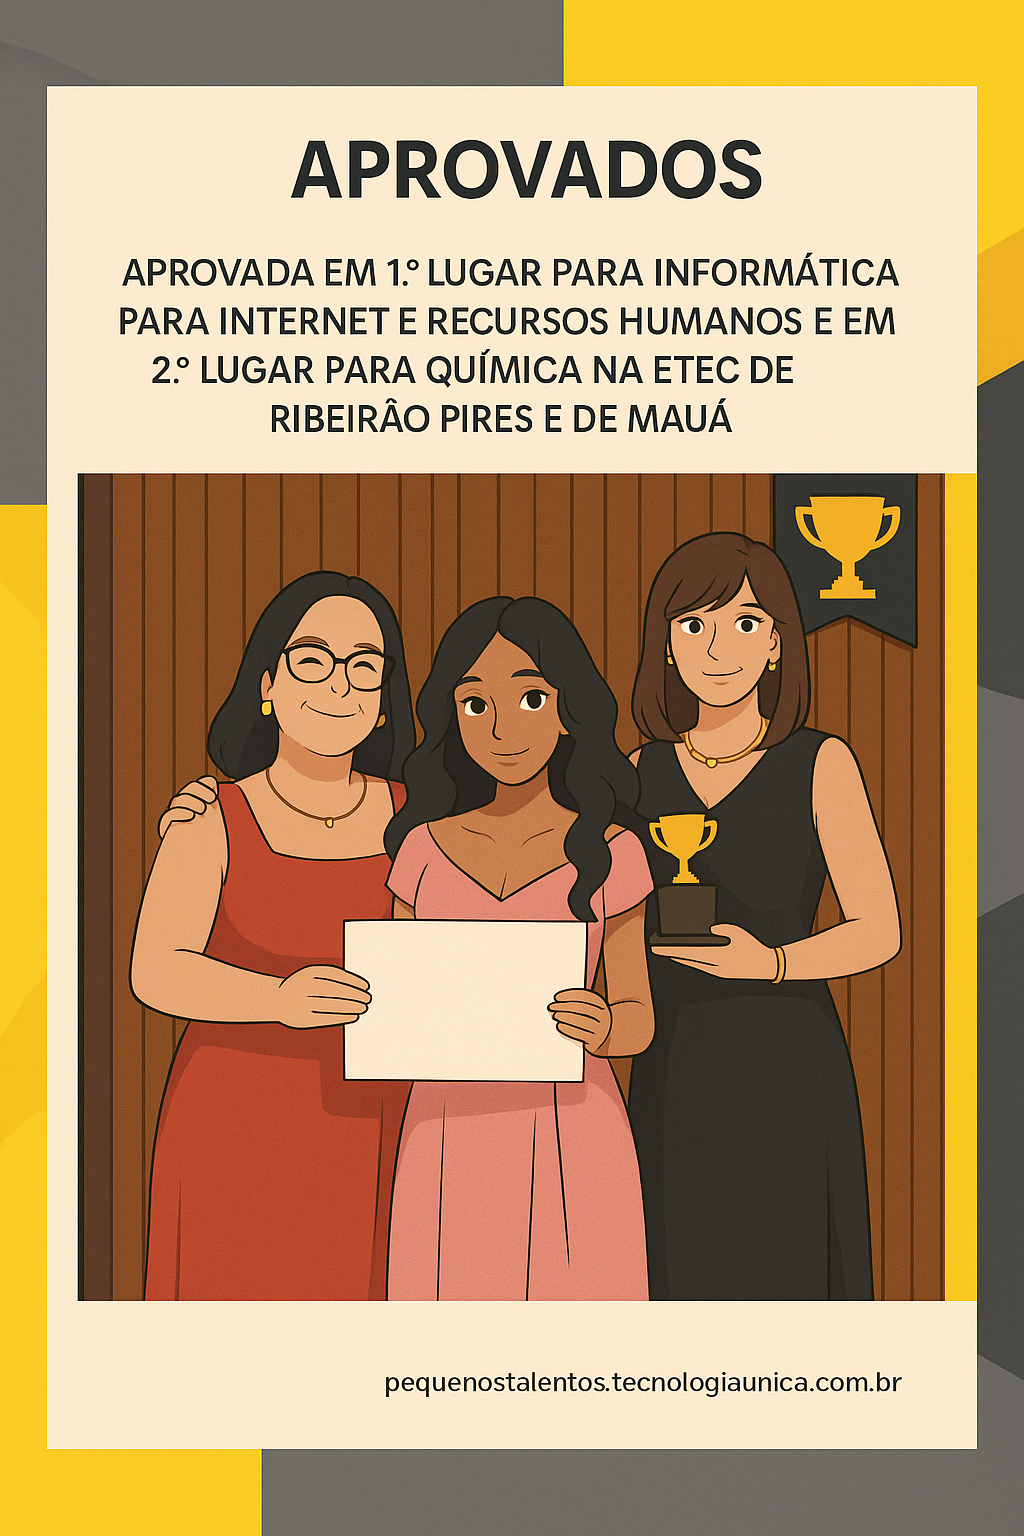 APROVADOS
APROVADA EM 1.º LUGAR PARA INFORMÁTICA
PARA INTERNET E RECURSOS HUMANOS E EM
2.º LUGAR PARA QUÍMICA NA ETEC DE
RIBEIRÂO PIRES E DE MAUÁ
pequenostalentos.tecnologiaunica.com.br